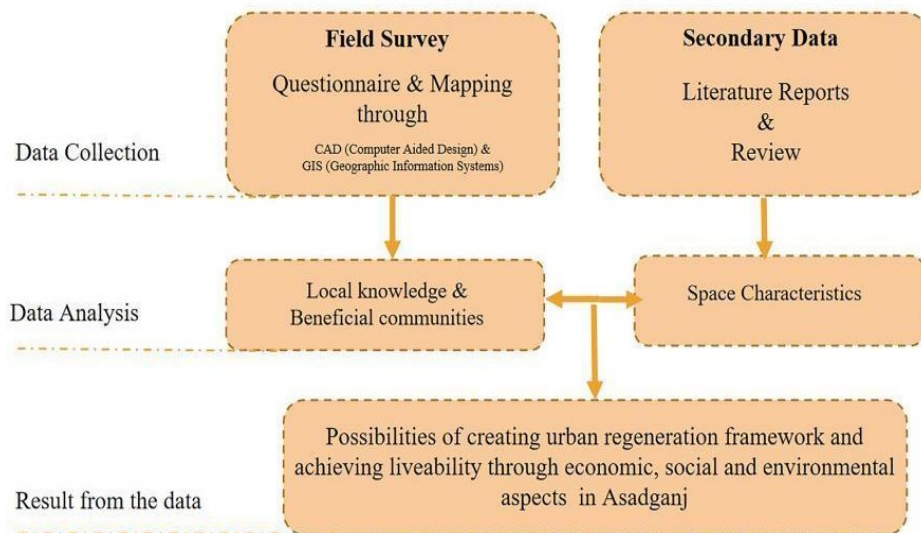 Field Survey
Questionnaire & Mapping
through
CAD (Computer Aided Design) &
GIS (Geographic Information Systems)
Secondary Data
Literature Reports
&
Review
Data Collection
Local knowledge &
Beneficial communities
Space Characteristics
Data Analysis
Possibilities of creating urban regeneration framework and
achieving liveability through economic, social and environmental
aspects in Asadganj
Result from the data